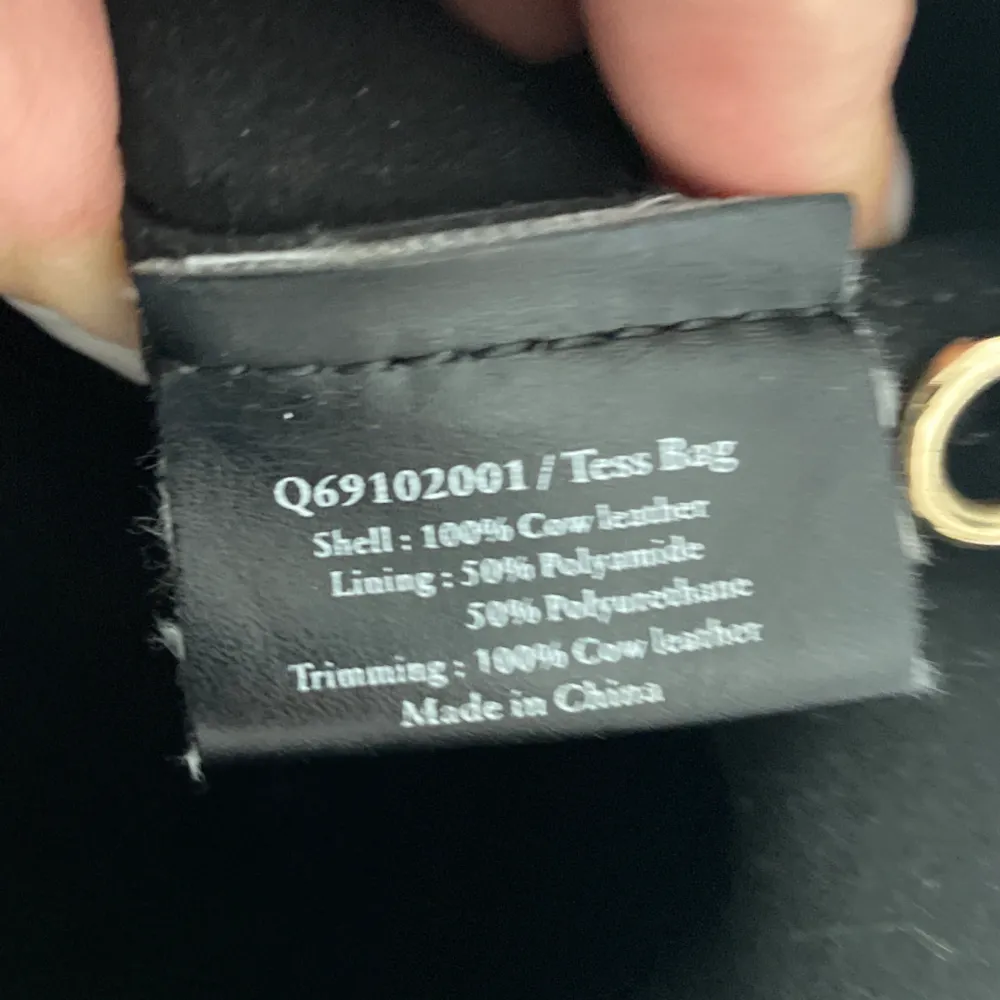 Q69102001 / Tess Bag
Shell : 100% Cow leather
Lining : 50% Polyamide
50% Polyurethane
Trimming : 100% Cow leather
Made in China